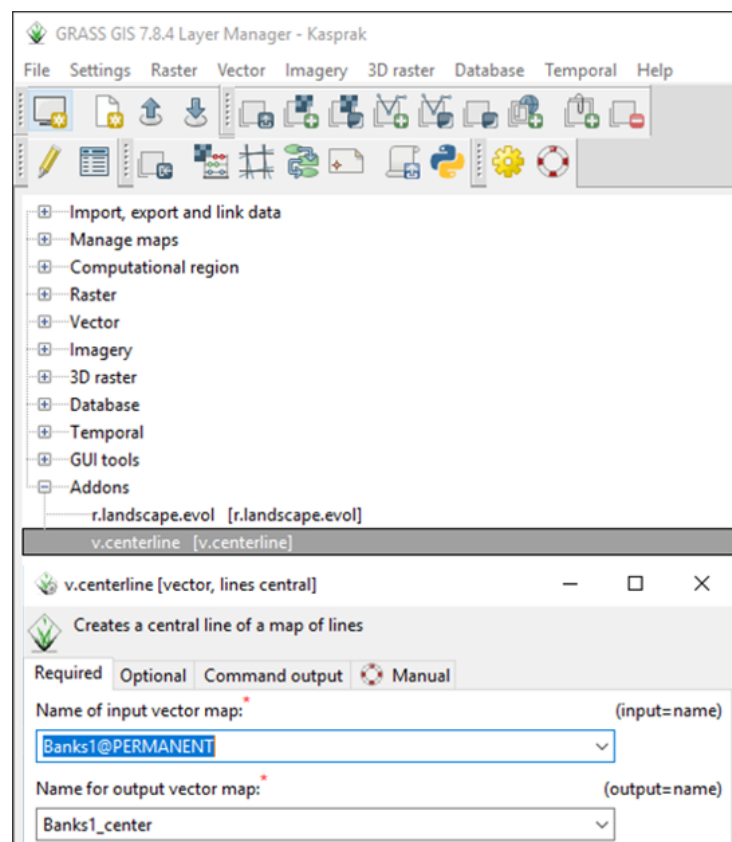 GRASS GIS 7.8.4 Layer Manager - Kasprak
File Settings Raster Vector Imagery 3D raster Database Temporal Help
Import, export and link data
Manage maps
Computational region
Raster
Vector
Imagery
3D raster
Database
Temporal
GUI tools
Addons
r.landscape.evol [r.landscape.evol]
v.centerline [v.centerline]
v.centerline [vector, lines central]
Creates a central line of a map of lines
Required Optional Command output Manual
Name of input vector map:* (input=name)
Banks1@PERMANENT
Name for output vector map:* (output=name)
Banks1_center